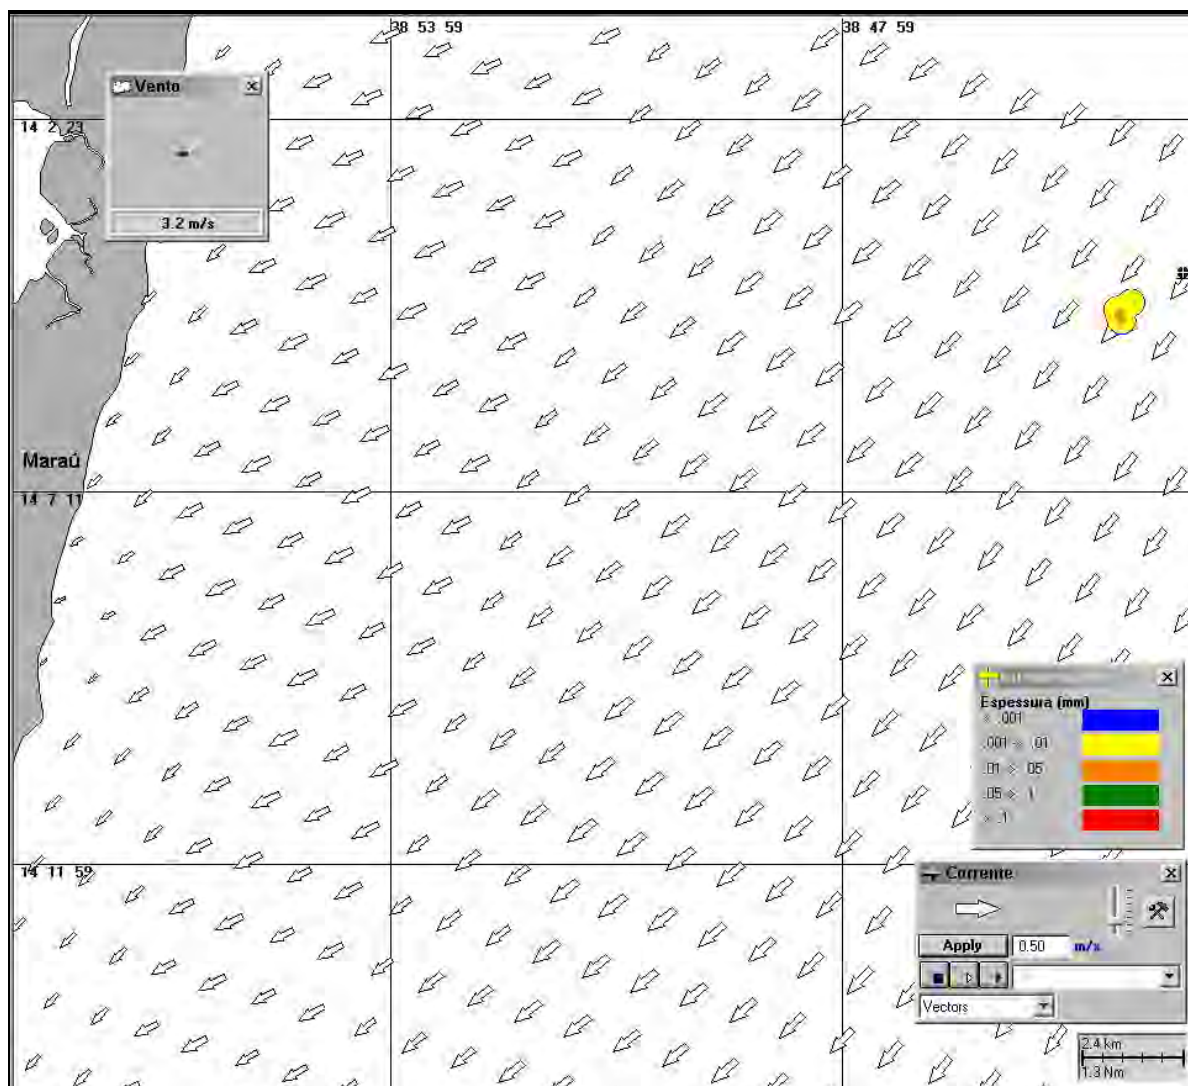 38 53 59
38 47 59
Vento
14 2 23
3.2 m/s
Maraú
14 7 11
Espessura (mm)
.001
.001 > .01
.01 > .05
.05 > .1
> .1
14 11 59
Corrente
Apply
0.50
m/s
Vectors
2.4 km
1.3 Nm